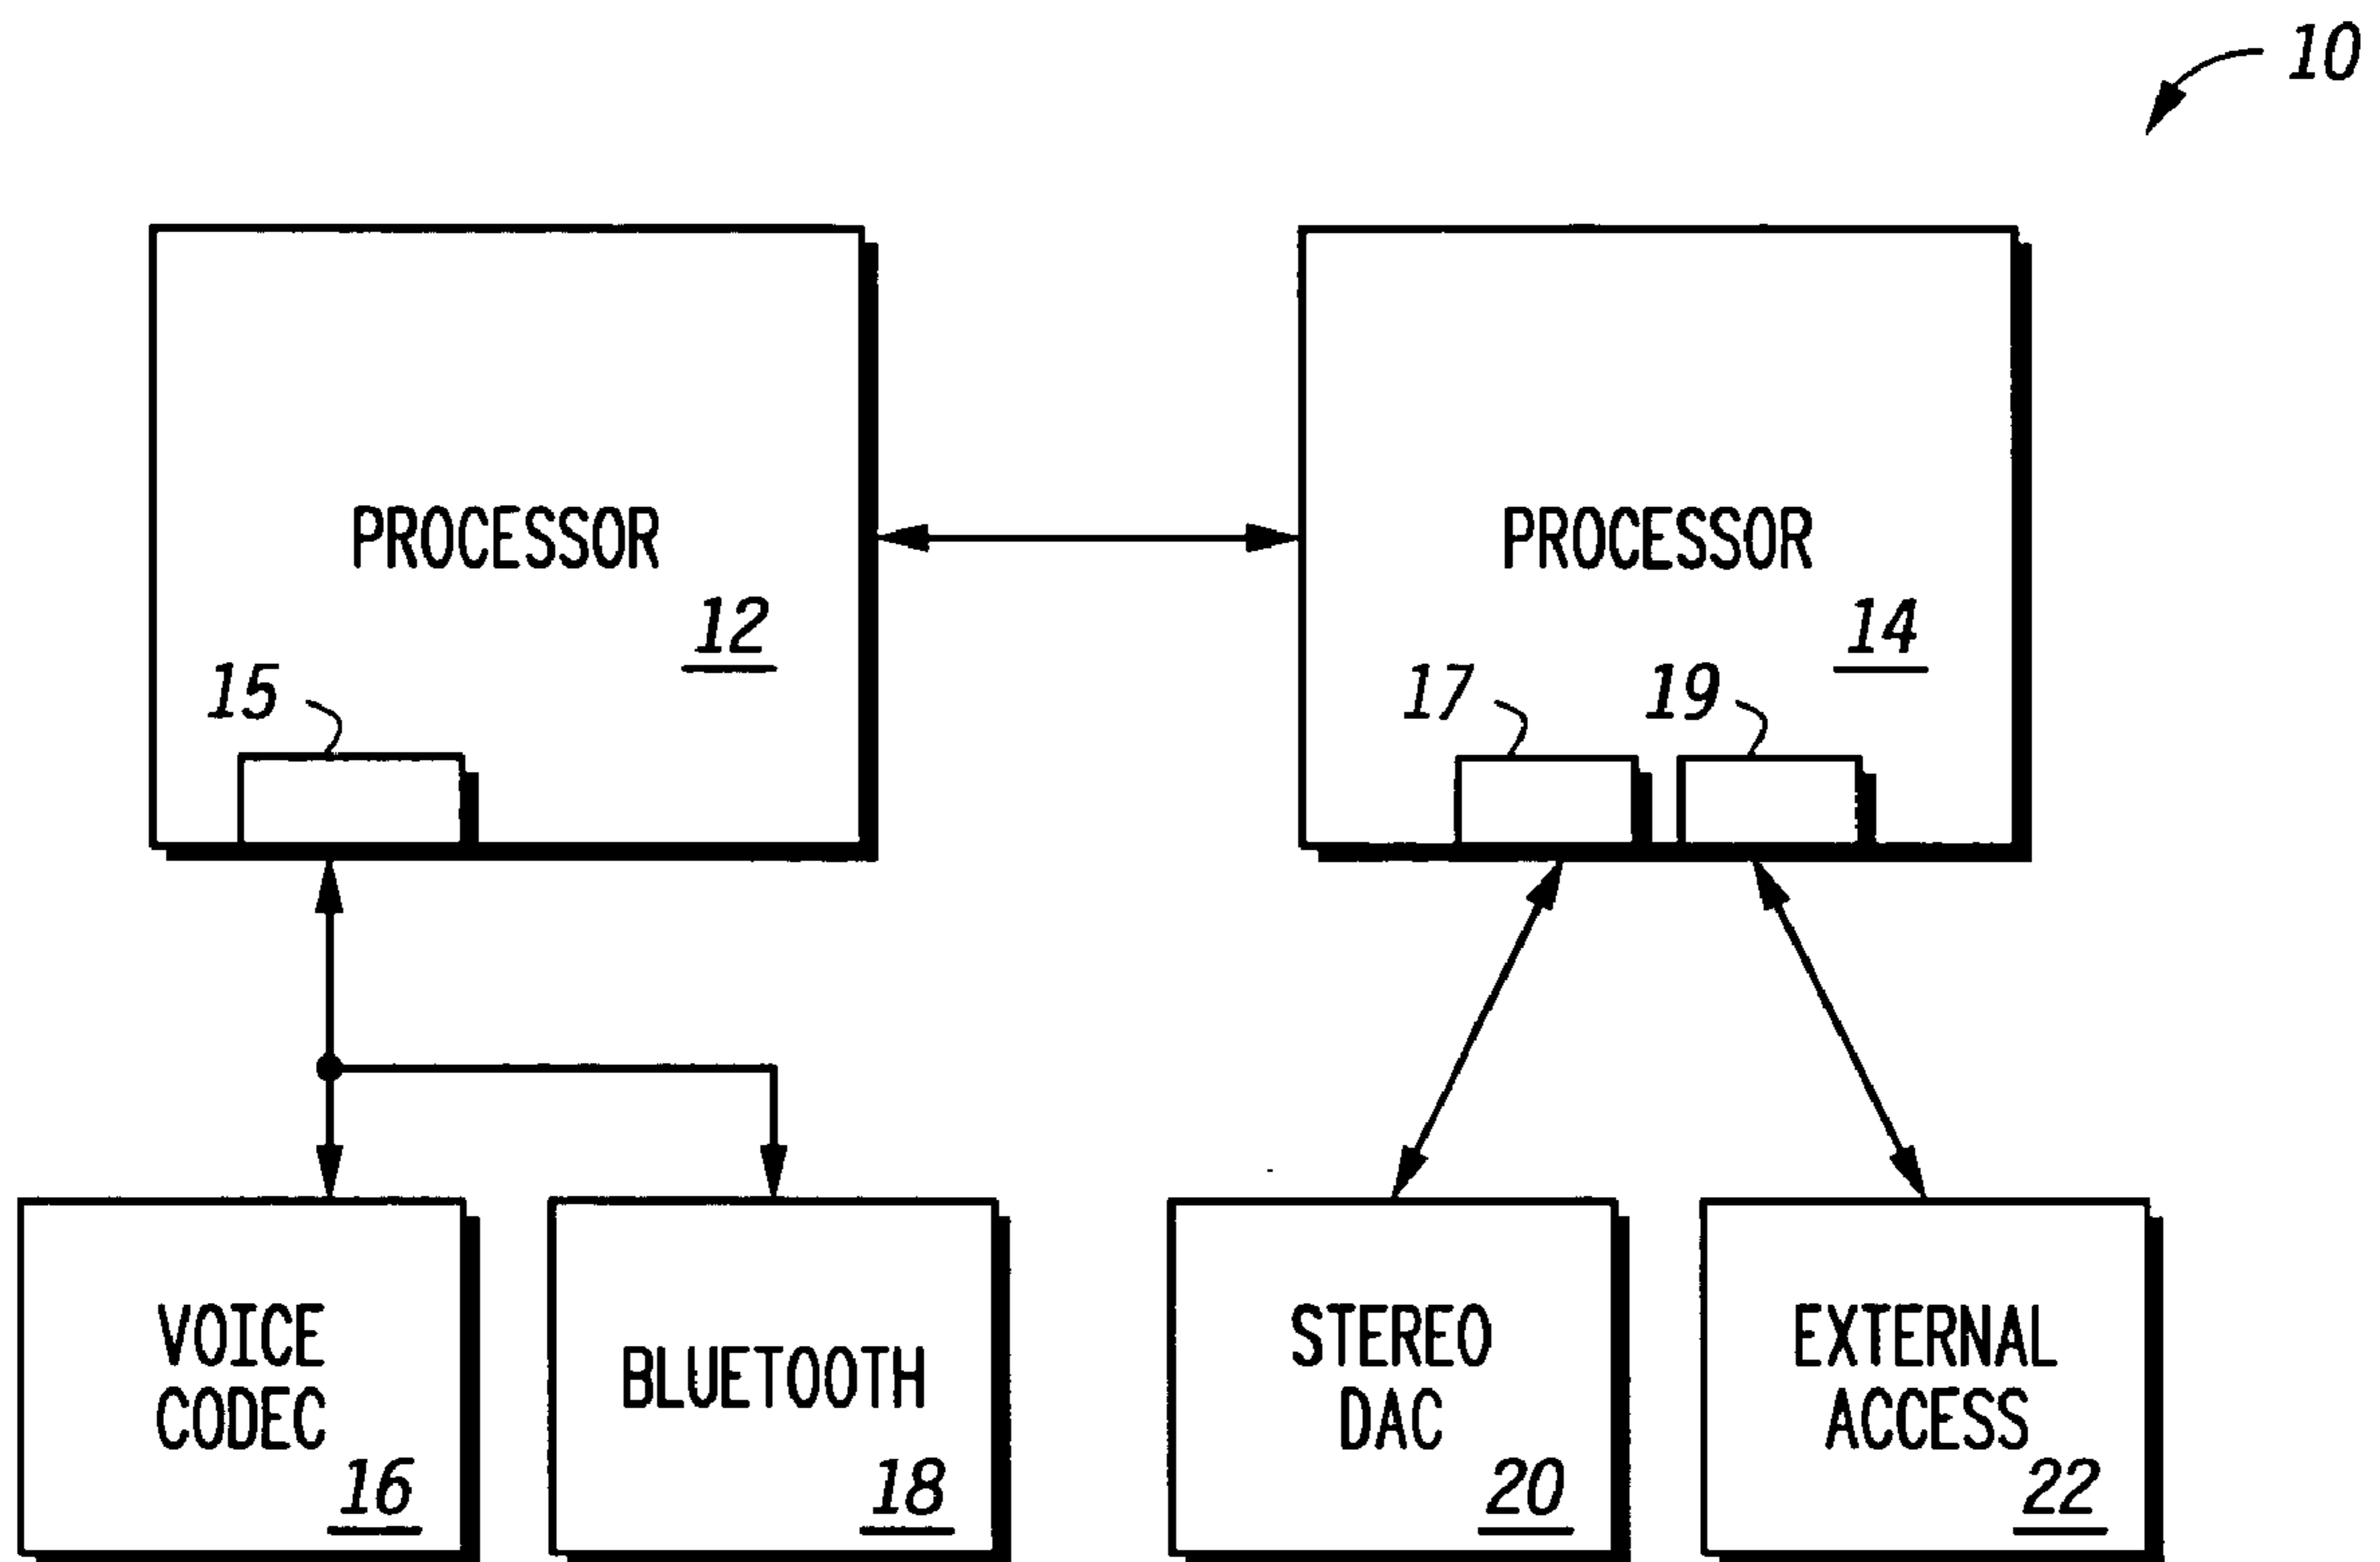 10
PROCESSOR
12
15
PROCESSOR
14
17
19
VOICE
CODEC
16
BLUETOOTH
18
STEREO
DAC
20
EXTERNAL
ACCESS
22